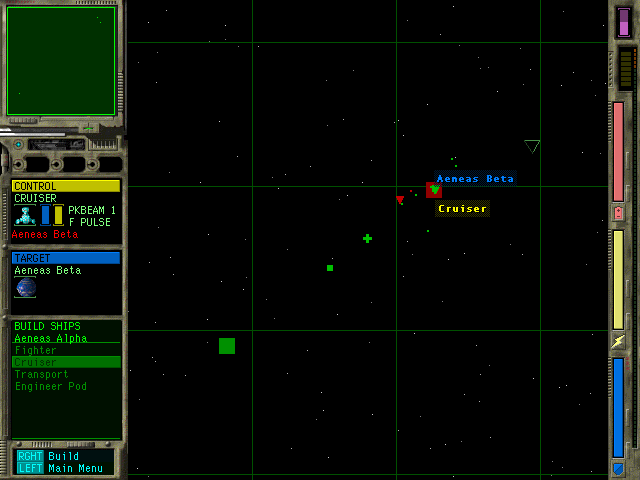 CONTROL
CRUISER
PKBEAM 1
F PULSE
Aeneas Beta
TARGET
Aeneas Beta
BUILD SHIPS
Aeneas Alpha
Fighter
Cruiser
Transport
Engineer Pod
RGHT Build
LEFT Main Menu
Aeneas Beta
Cruiser